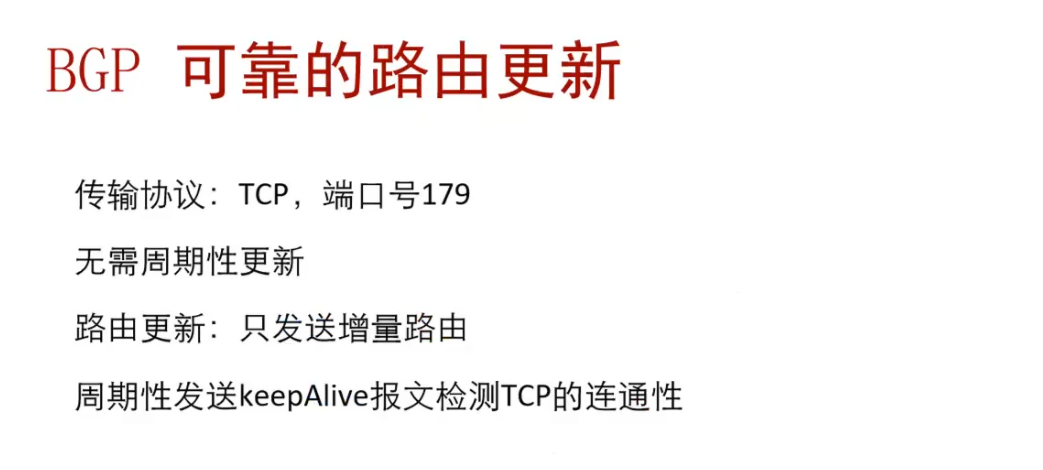 BGP 可靠的路由更新
传输协议：TCP，端口号179
无需周期性更新
路由更新：只发送增量路由
周期性发送keepAlive报文检测TCP的连通性